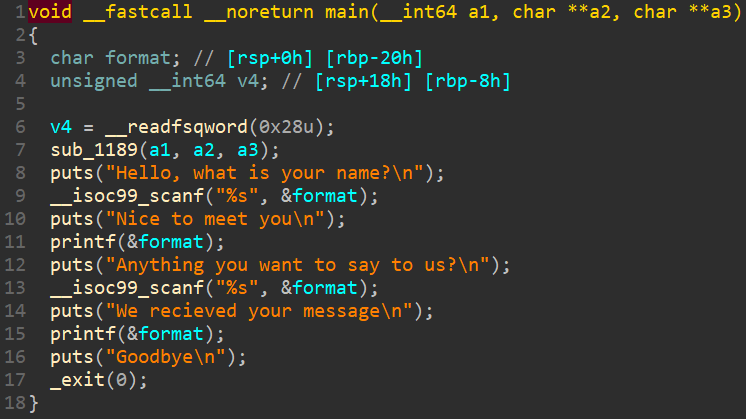 1 void __fastcall __noreturn main(__int64 a1, char **a2, char **a3)
2 {
3   char format; // [rsp+0h] [rbp-20h]
4   unsigned __int64 v4; // [rsp+18h] [rbp-8h]
5
6   v4 = __readfsqword(0x28u);
7   sub_1189(a1, a2, a3);
8   puts("Hello, what is your name?\n");
9   __isoc99_scanf("%s", &format);
10   puts("Nice to meet you\n");
11   printf(&format);
12   puts("Anything you want to say to us?\n");
13   __isoc99_scanf("%s", &format);
14   puts("We recieved your message\n");
15   printf(&format);
16   puts("Goodbye\n");
17   _exit(0);
18 }